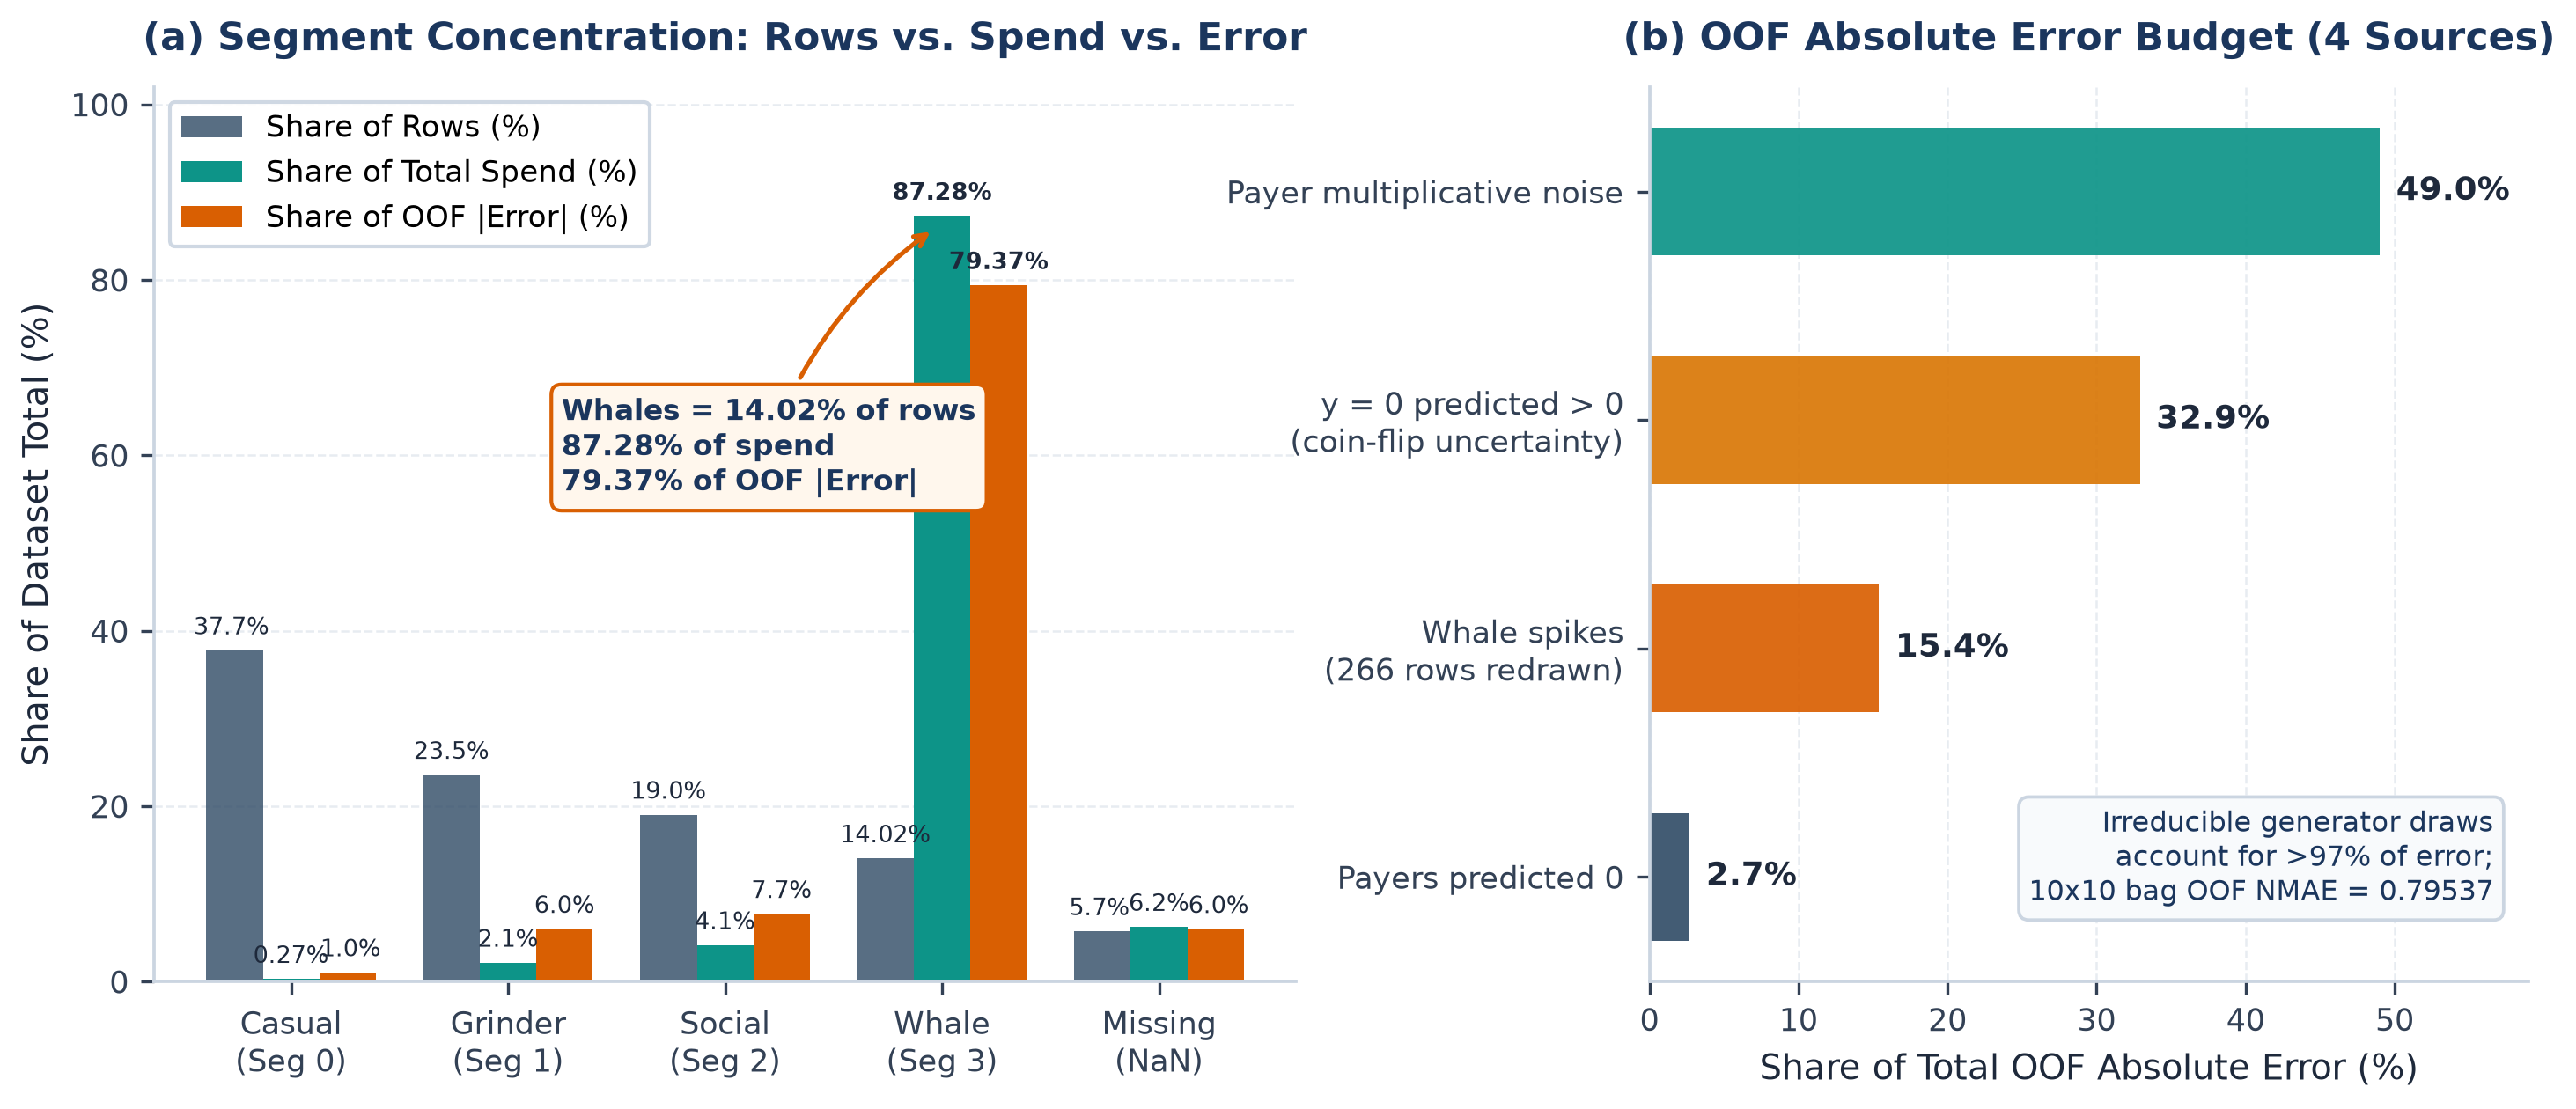 (a) Segment Concentration: Rows vs. Spend vs. Error
Share of Dataset Total (%)
100
80
60
40
20
0
Share of Rows (%)
Share of Total Spend (%)
Share of OOF |Error| (%)
87.28%
79.37%
Whales = 14.02% of rows
87.28% of spend
79.37% of OOF |Error|
37.7%
0.27%
1.0%
23.5%
2.1%
6.0%
19.0%
4.1%
7.7%
14.02%
5.7%
6.2%
6.0%
Casual
(Seg 0)
Grinder
(Seg 1)
Social
(Seg 2)
Whale
(Seg 3)
Missing
(NaN)
(b) OOF Absolute Error Budget (4 Sources)
Payer multiplicative noise
49.0%
y = 0 predicted > 0
(coin-flip uncertainty)
32.9%
Whale spikes
(266 rows redrawn)
15.4%
Payers predicted 0
2.7%
Irreducible generator draws
account for >97% of error;
10x10 bag OOF NMAE = 0.79537
0
10
20
30
40
50
Share of Total OOF Absolute Error (%)